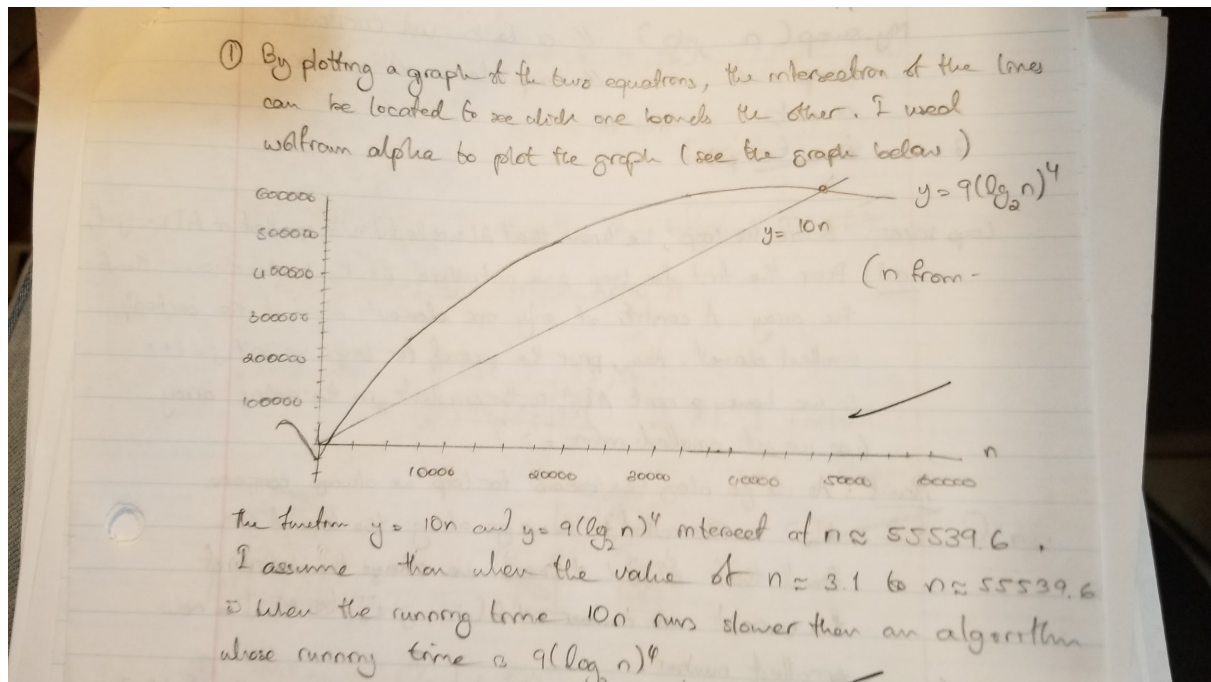 ① By plotting a graph of the two equations, the intersection of the lines
can be located to see which one bounds the other. I used
wolfram alpha to plot the graph (see the graph below)
600000
y = 9(log₂n)⁴
500000
y= 10n
400000
(n from -
300000
200000
100000
n
10000 20000 30000 40000 50000 60000
the function y = 10n and y = 9(log₂n)⁴ intersect at n ≈ 55539.6 .
I assume than when the value of n ≈ 3.1 to n ≈ 55539.6
is when the running time 10n runs slower than an algorithm
whose running time is 9(log n)⁴